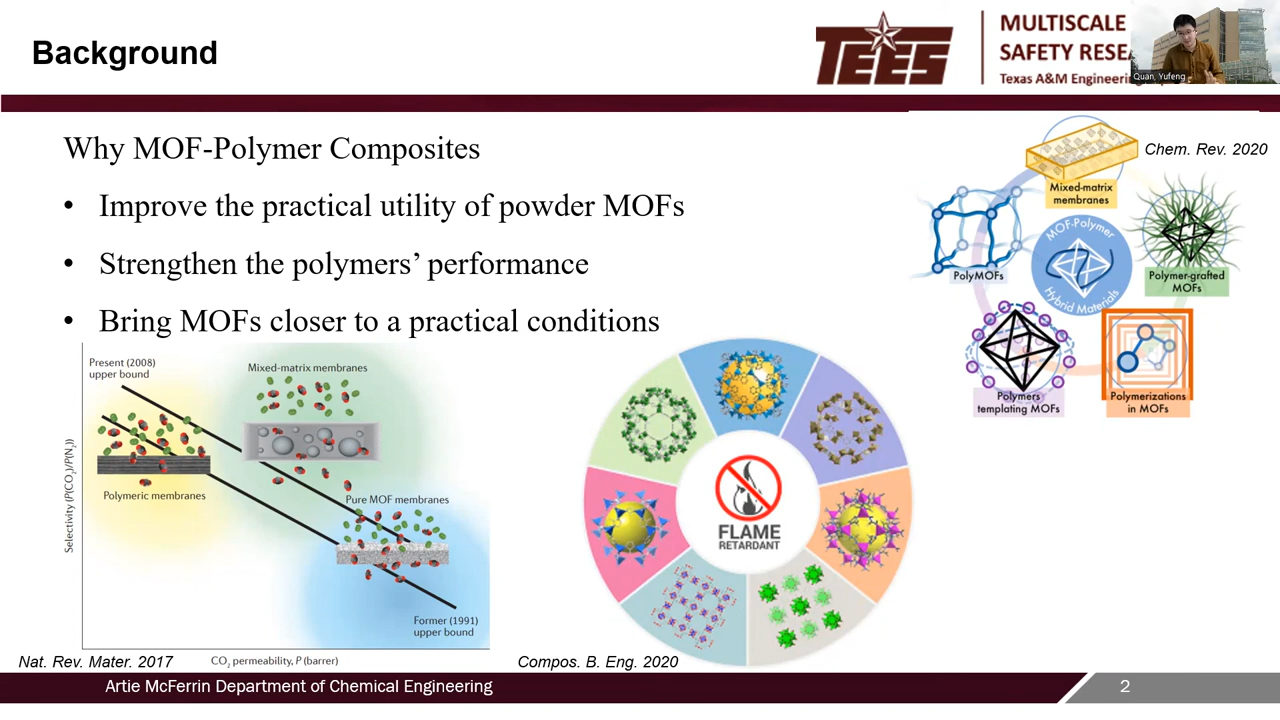 Background
TEES
MULTISCALE
SAFETY RESEA
Texas A&M Engineerin
Quan, Yufeng
Why MOF-Polymer Composites
• Improve the practical utility of powder MOFs
• Strengthen the polymers’ performance
• Bring MOFs closer to a practical conditions
Chem. Rev. 2020
Mixed-matrix
membranes
PolyMOFs
MOF-Polymer
Hybrid Materials
Polymer-grafted
MOFs
Polymers
templating MOFs
Polymerizations
in MOFs
Present (2008)
upper bound
Mixed-matrix membranes
Polymeric membranes
Pure MOF membranes
Former (1991)
upper bound
Selectivity (P(CO2)/P(N2))
CO2 permeability, P (barrer)
Nat. Rev. Mater. 2017
FLAME
RETARDANT
Compos. B. Eng. 2020
Artie McFerrin Department of Chemical Engineering
2